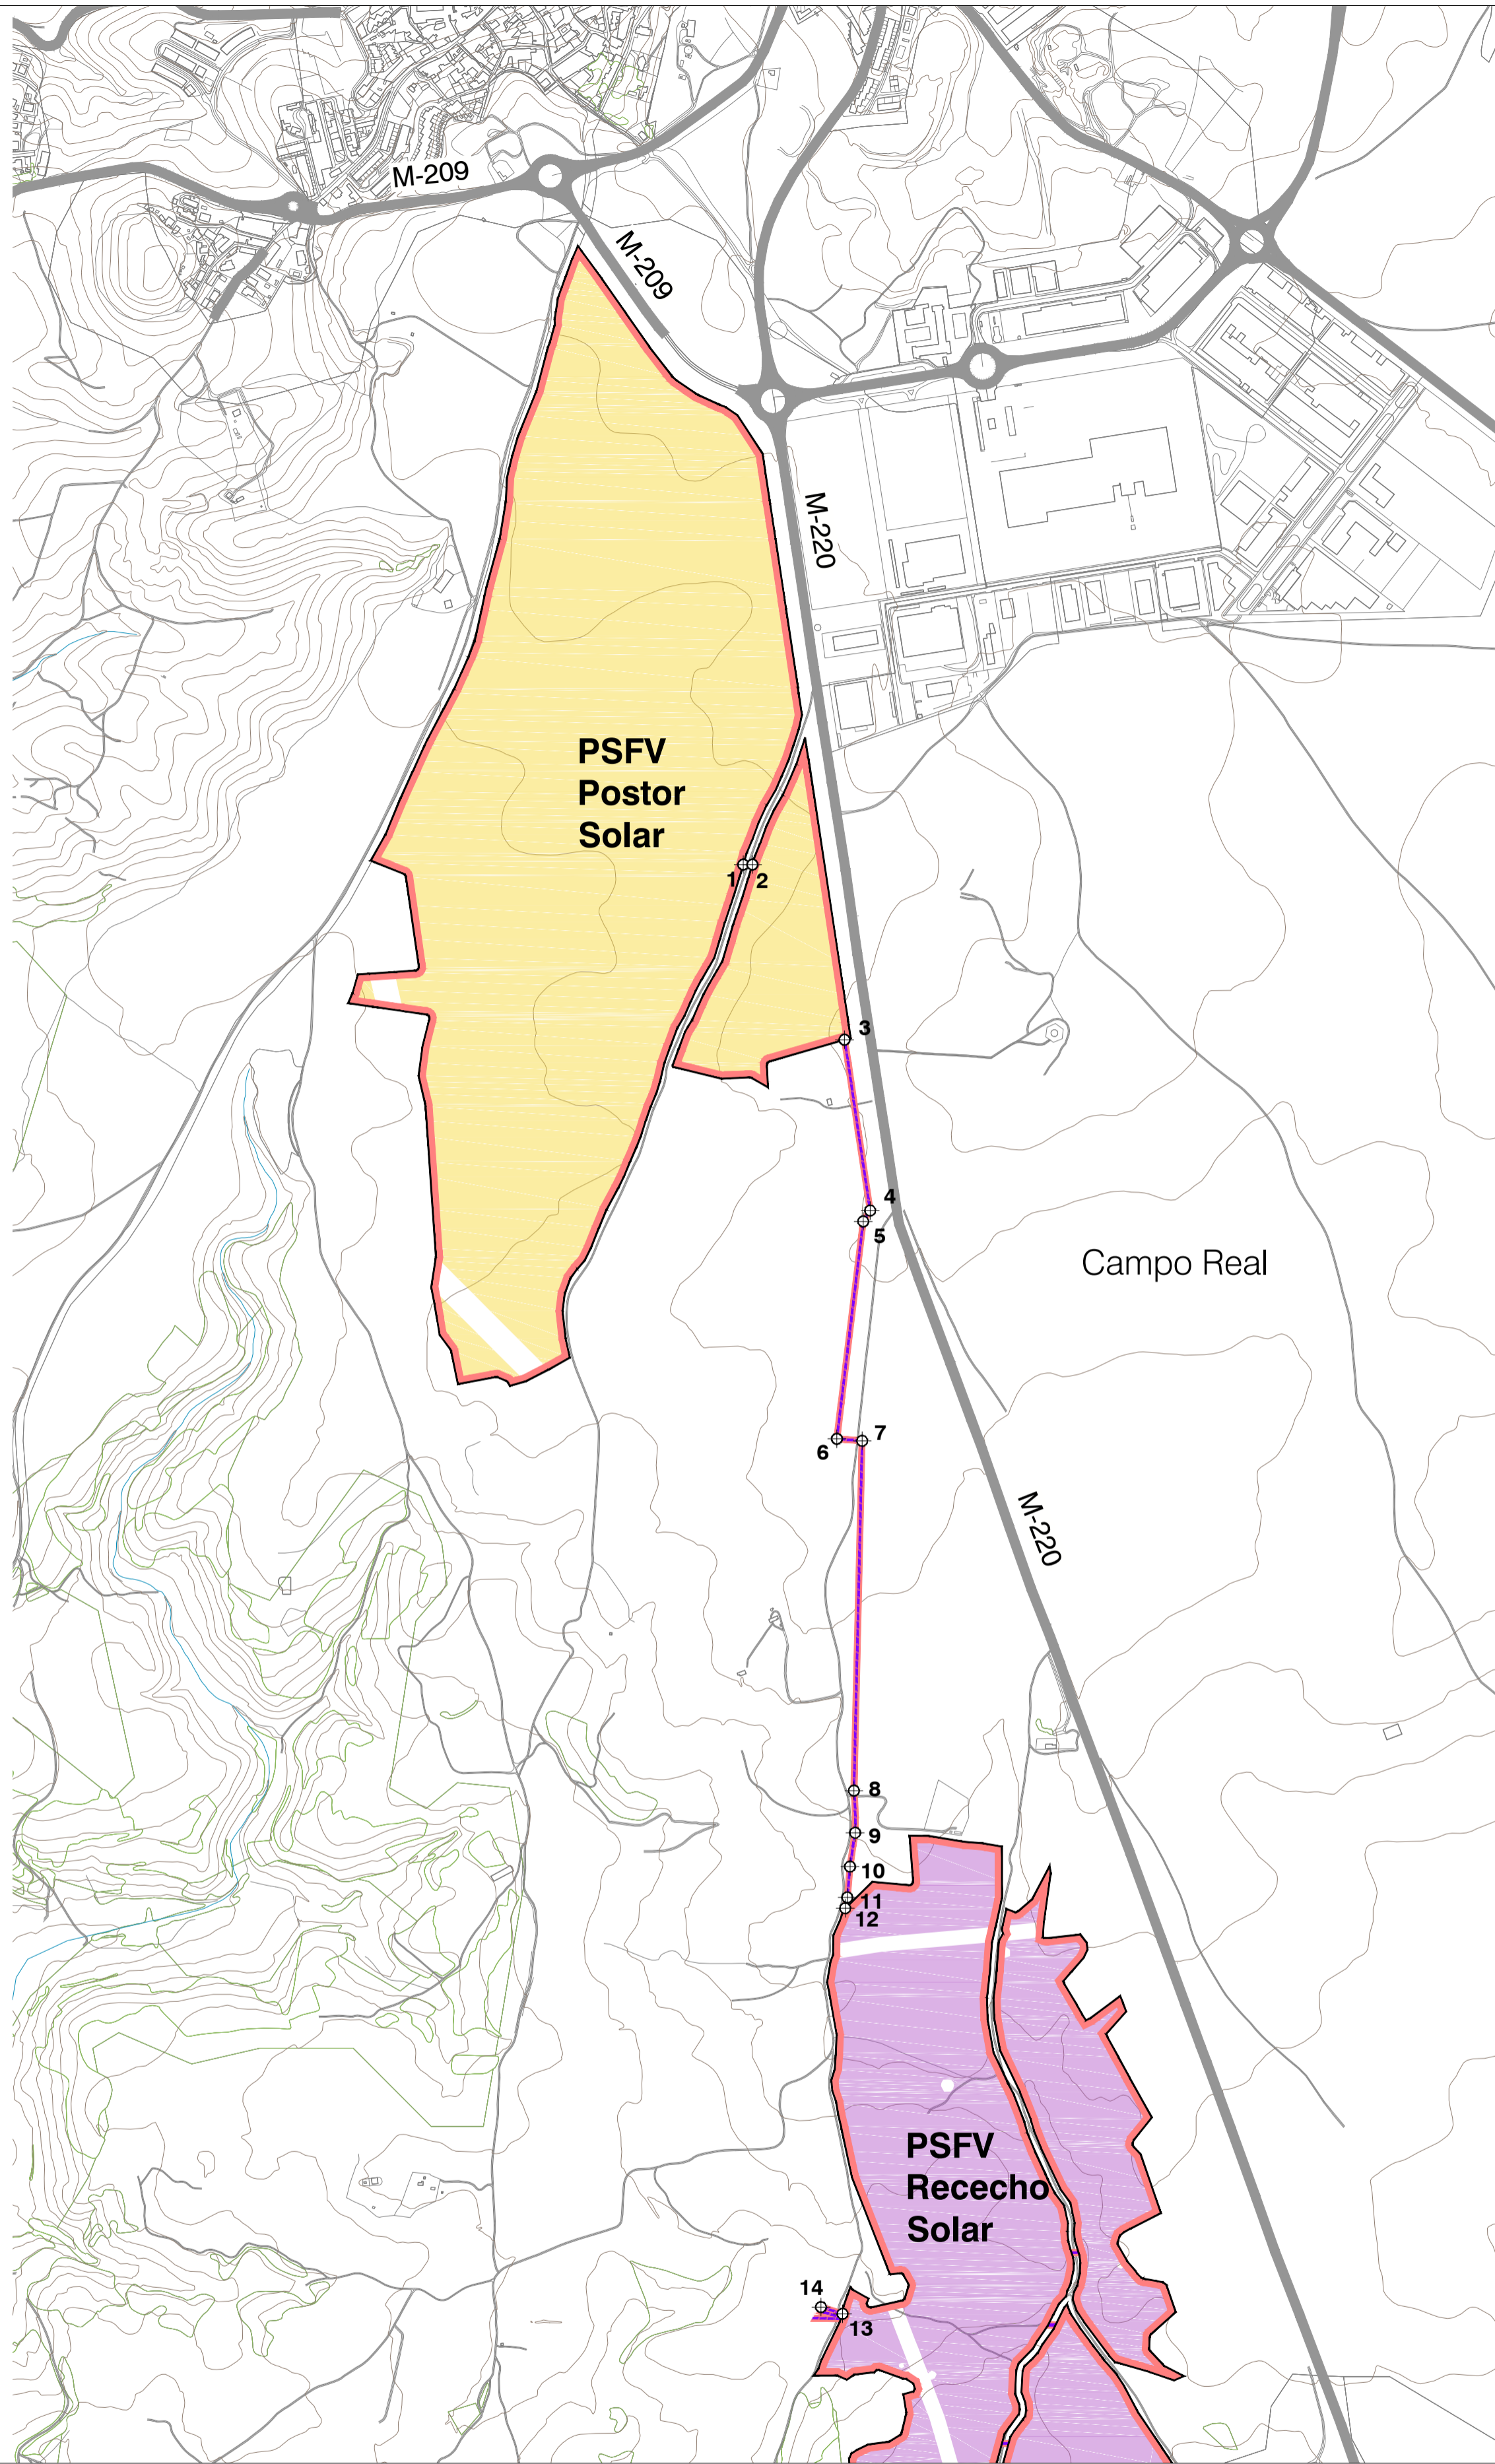 M-209
M-209
M-220
PSFV
Postor
Solar
1
2
3
4
5
Campo Real
6
7
M-220
8
9
10
11
12
PSFV
Rececho
Solar
14
13